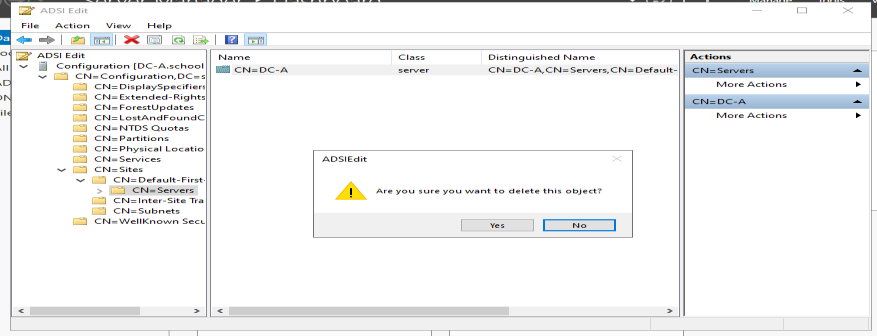 ADSI Edit
File Action View Help
ADSI Edit
Configuration [DC-A.school
CN=Configuration,DC=s
CN=DisplaySpecifiers
CN=Extended-Rights
CN=ForestUpdates
CN=LostAndFoundC
CN=NTDS Quotas
CN=Partitions
CN=Physical Locatio
CN=Services
CN=Sites
CN=Default-First-
CN=Servers
CN=Inter-Site Tra
CN=Subnets
CN=WellKnown Secu
Name Class Distinguished Name
CN=DC-A server CN=DC-A,CN=Servers,CN=Default-
ADSIEdit
Are you sure you want to delete this object?
Yes No
Actions
CN=Servers
More Actions
CN=DC-A
More Actions